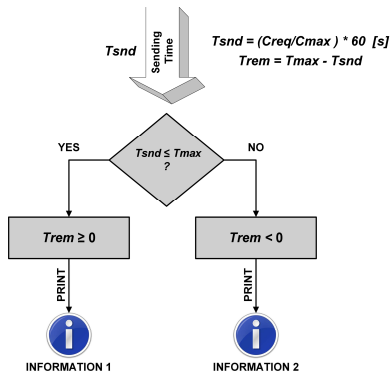 Tsnd
Sending
Time
Tsnd = (Creq/Cmax ) * 60 [s]
Trem = Tmax - Tsnd
Tsnd ≤ Tmax
?
YES
NO
Trem ≥ 0
Trem < 0
PRINT
PRINT
i
i
INFORMATION 1
INFORMATION 2